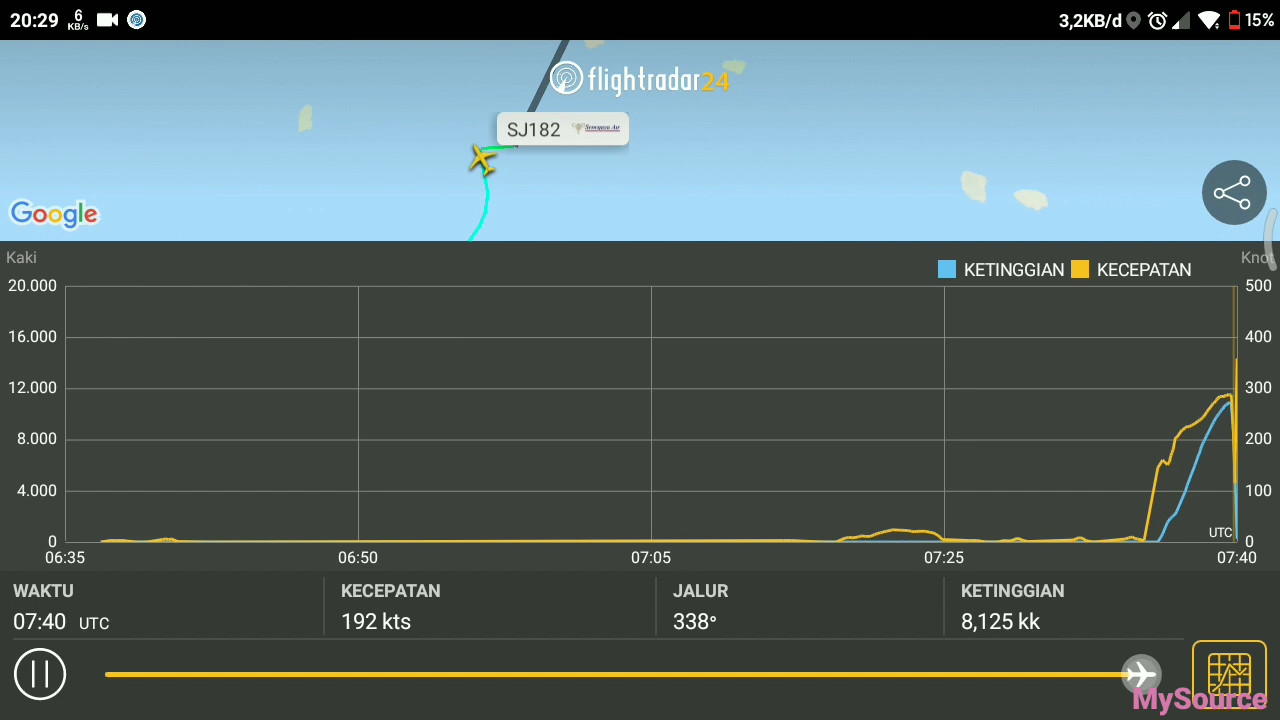 20:29 6 KB/s 3,2KB/d 15%
flightradar24
SJ182 Sriwijaya Air
Google
Kaki Knot
KETINGGIAN KECEPATAN
20.000 500
16.000 400
12.000 300
8.000 200
4.000 100
0 UTC 0
06:35 06:50 07:05 07:25 07:40
WAKTU KECEPATAN JALUR KETINGGIAN
07:40 UTC 192 kts 338° 8,125 kk
MySource